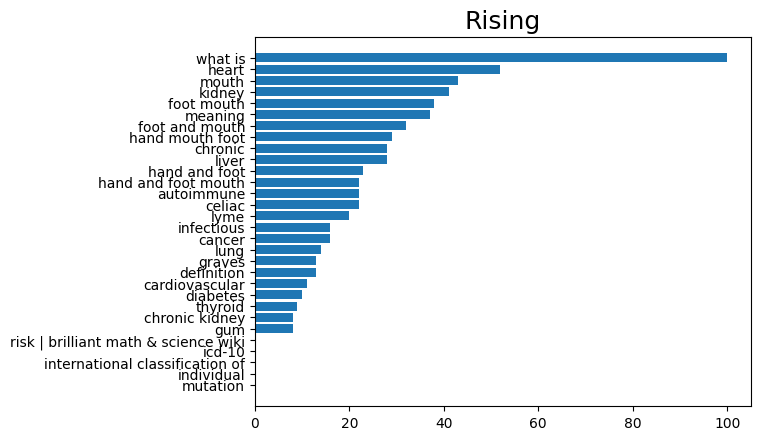 Rising
what is
heart
mouth
kidney
foot mouth
meaning
foot and mouth
hand mouth foot
chronic
liver
hand and foot
hand and foot mouth
autoimmune
celiac
lyme
infectious
cancer
lung
graves
definition
cardiovascular
diabetes
thyroid
chronic kidney
gum
risk | brilliant math & science wiki
icd-10
international classification of
individual
mutation
0 20 40 60 80 100